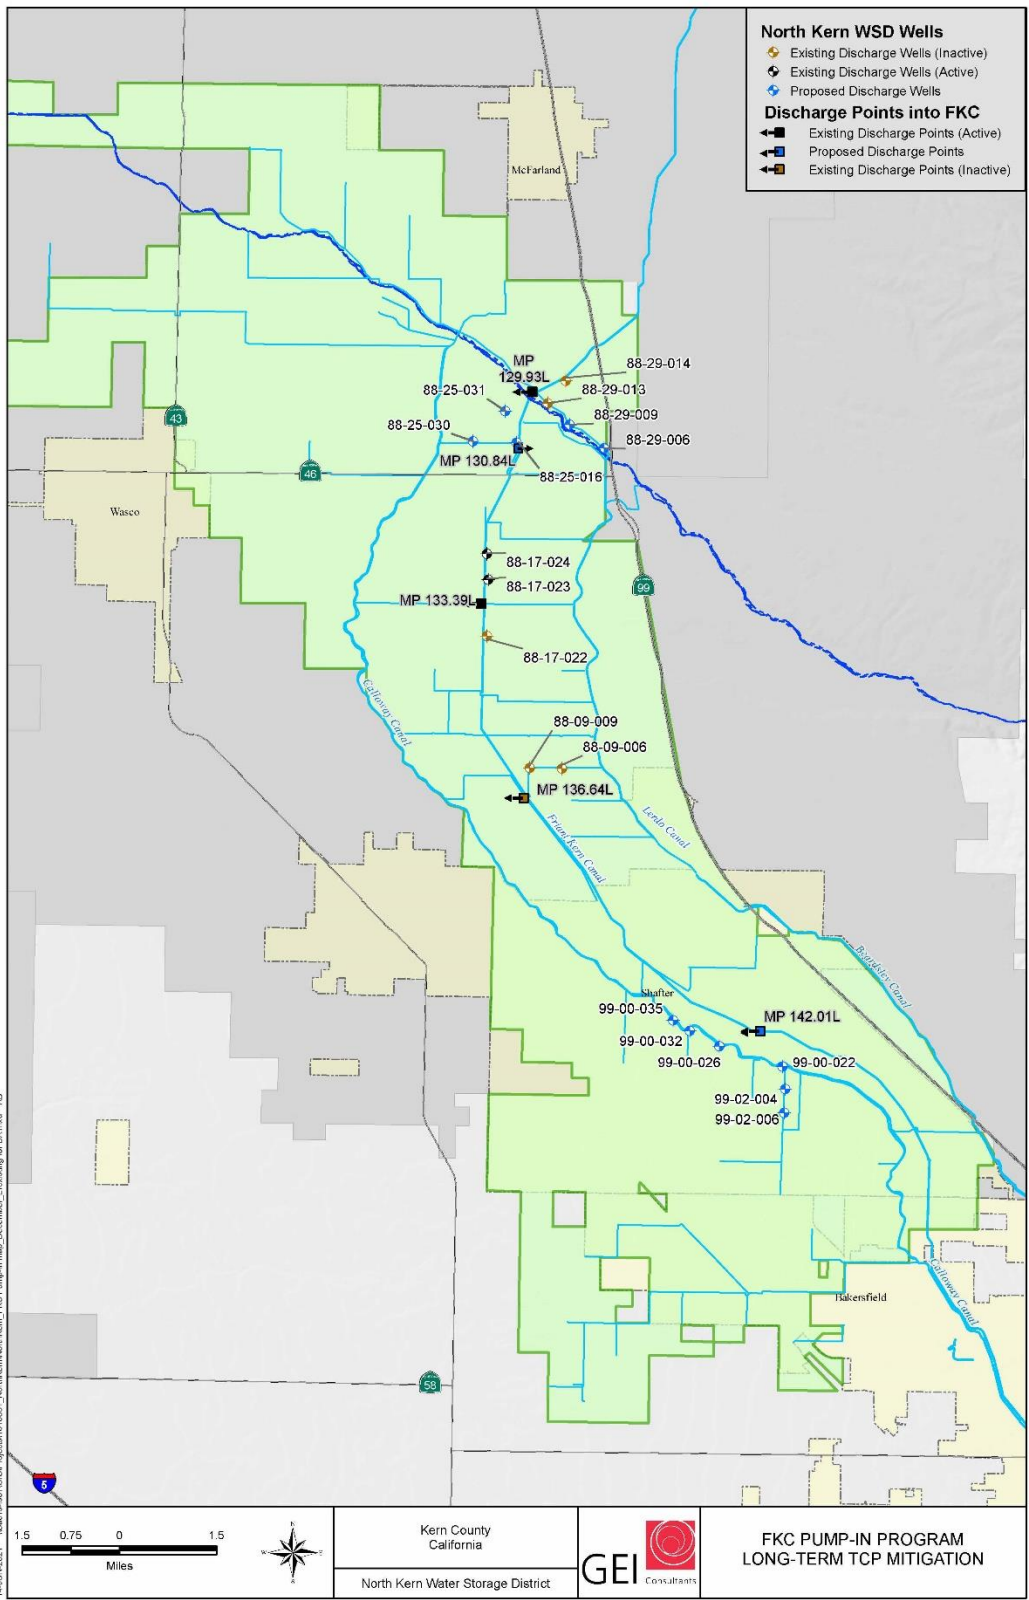 North Kern WSD Wells
Existing Discharge Wells (Inactive)
Existing Discharge Wells (Active)
Proposed Discharge Wells
Discharge Points into FKC
Existing Discharge Points (Active)
Proposed Discharge Points
Existing Discharge Points (Inactive)
McFarland
MP
129.93L
88-29-014
88-29-013
88-25-031
88-29-009
88-25-030
88-29-006
MP 130.84L
88-25-016
43
46
Wasco
88-17-024
88-17-023
99
MP 133.39L
88-17-022
Calloway Canal
88-09-009
88-09-006
MP 136.64L
Friant Kern Canal
Lerdo Canal
Beardsley Canal
Shafter
99-00-035
MP 142.01L
99-00-032
99-00-026
99-00-022
99-02-004
99-02-006
Calloway Canal
Bakersfield
58
5
1.5 0.75 0 1.5
Miles
N
W E
S
Kern County
California
North Kern Water Storage District
GEI
Consultants
FKC PUMP-IN PROGRAM
LONG-TERM TCP MITIGATION